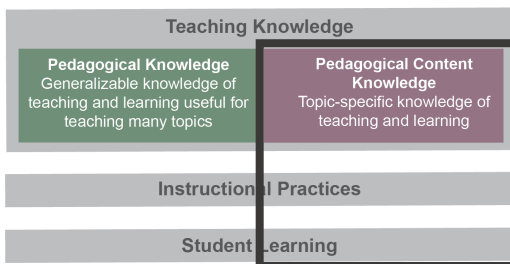 Teaching Knowledge
Pedagogical Knowledge
Generalizable knowledge of
teaching and learning useful for
teaching many topics
Pedagogical Content
Knowledge
Topic-specific knowledge of
teaching and learning
Instructional Practices
Student Learning